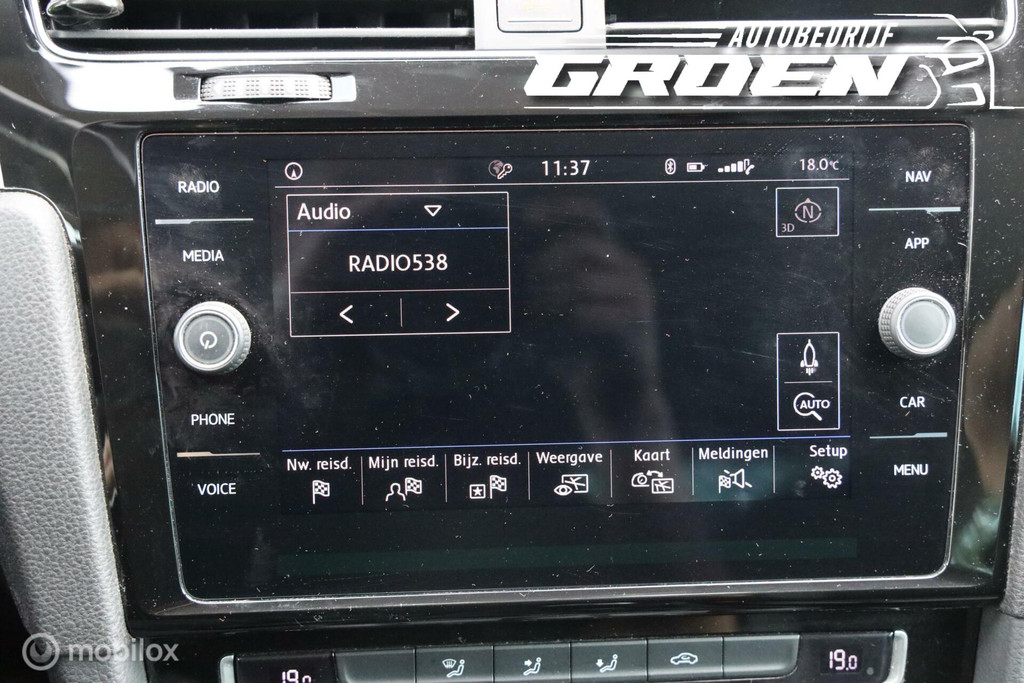 AUTOBEDRIJF
GROEN
RADIO
MEDIA
PHONE
VOICE
11:37
18.0°C
Audio
RADIO538
< >
N
3D
AUTO
Nw. reisd. Mijn reisd. Bijz. reisd. Weergave Kaart Meldingen Setup
NAV
APP
CAR
MENU
19.0
19.0
mobilox